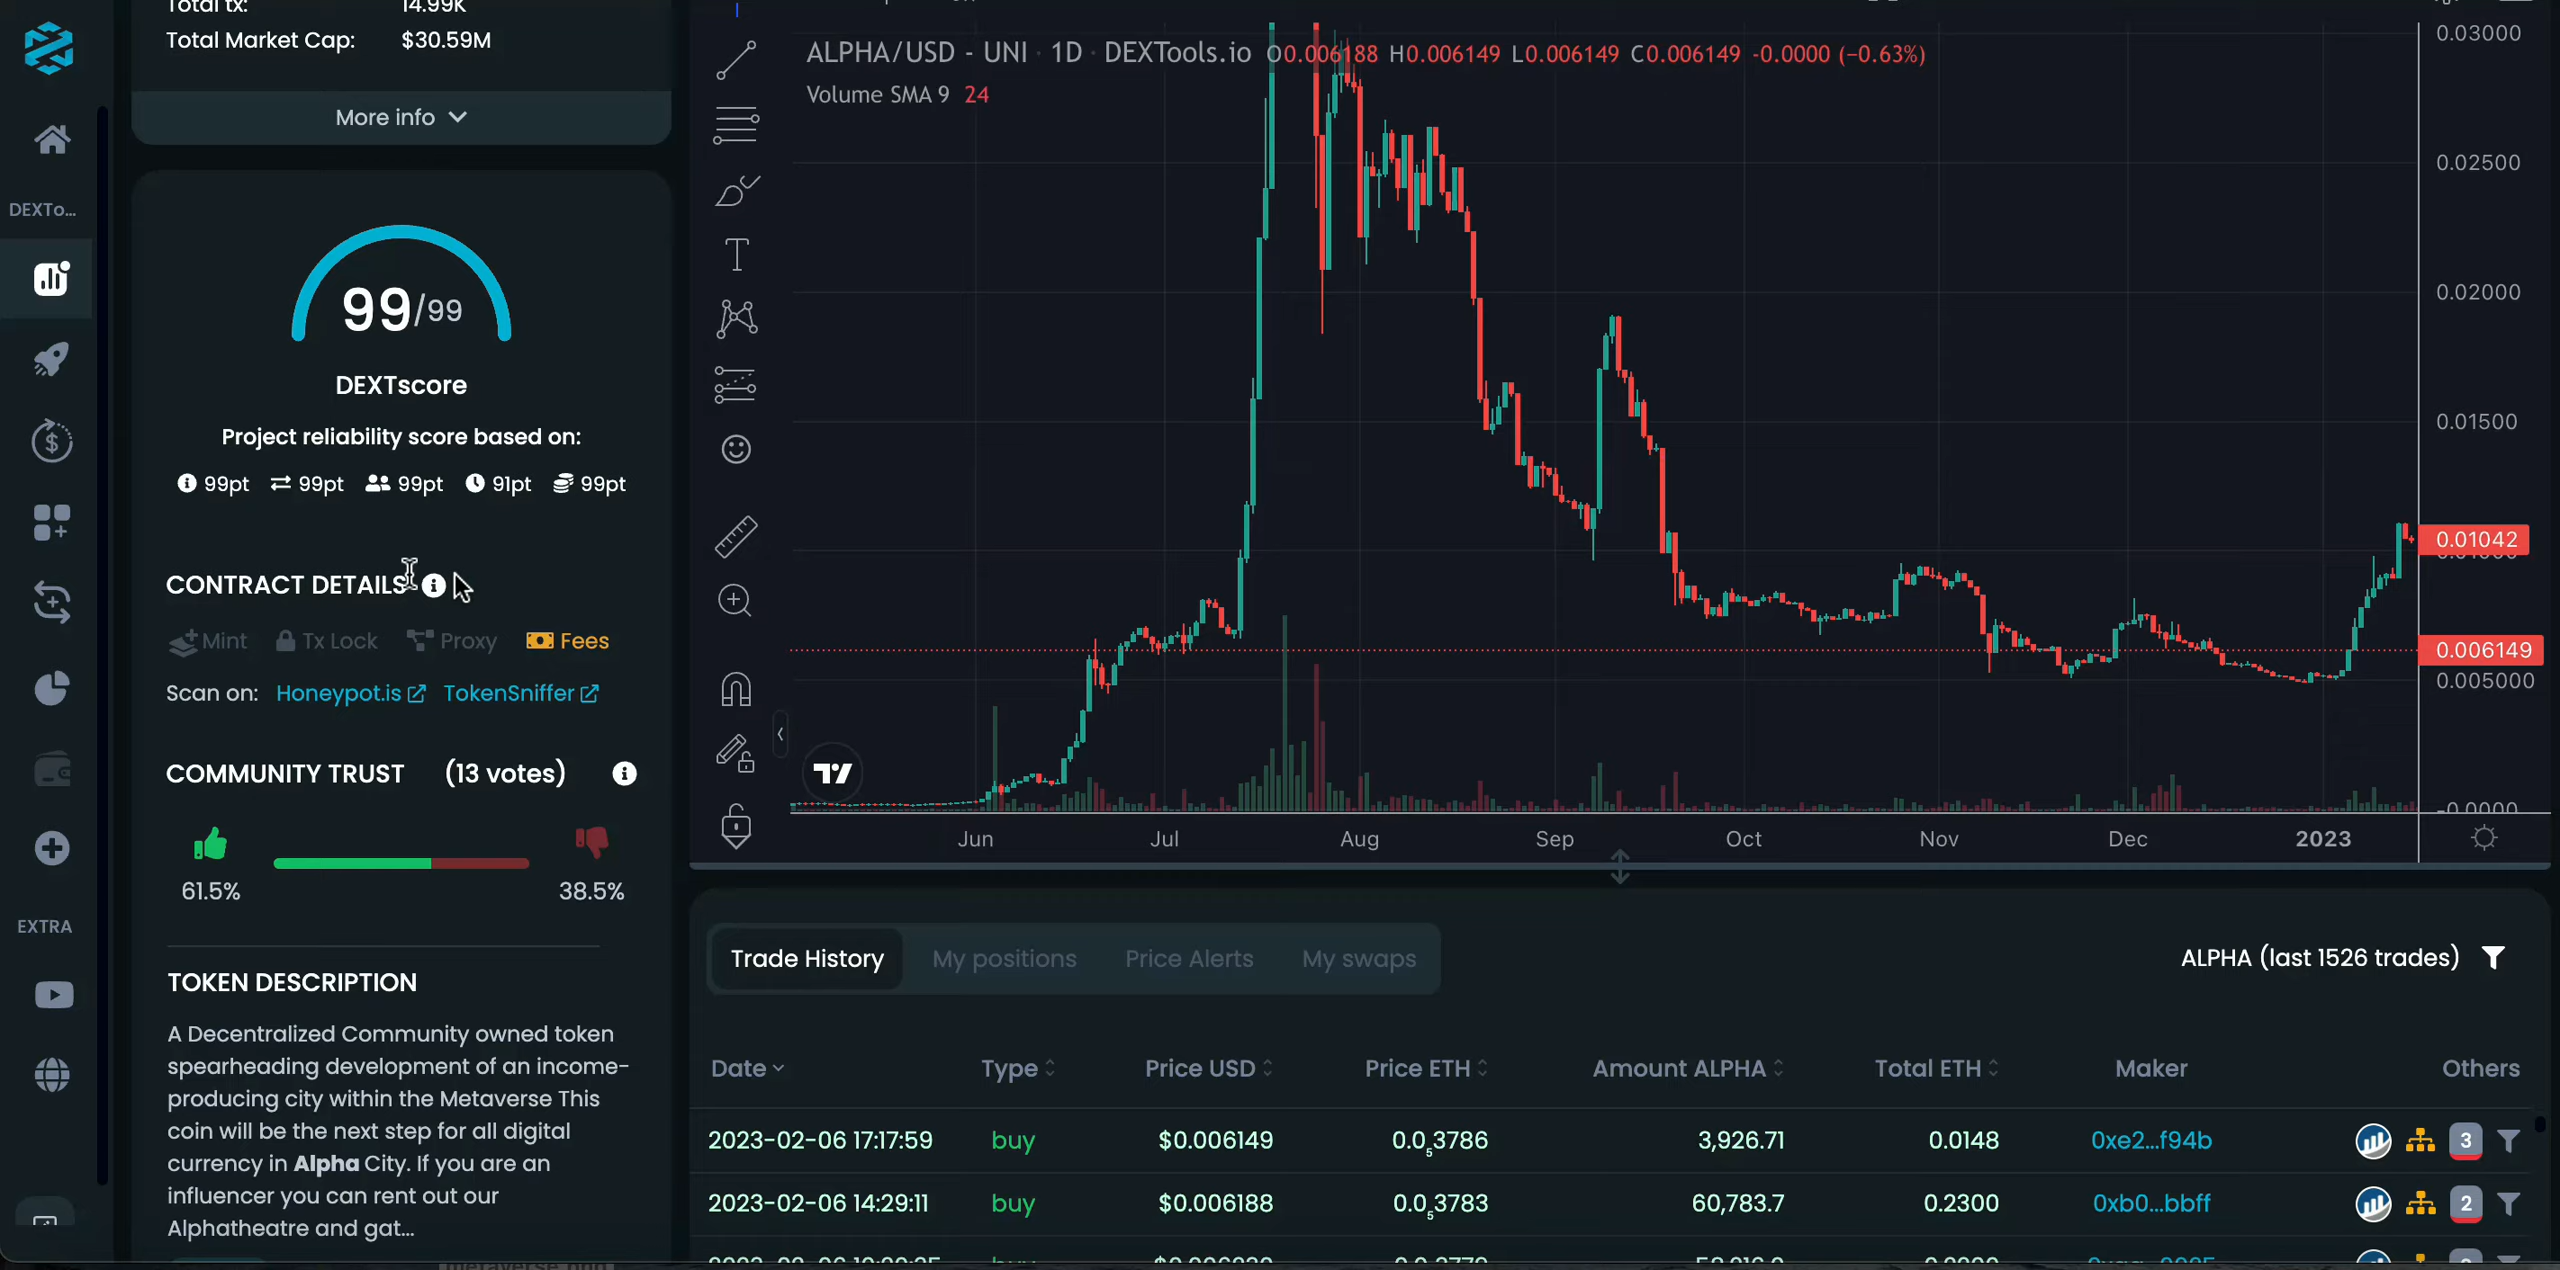 Total tx: 14.99K
Total Market Cap: $30.59M
More info
DEXTo...
99/99
DEXTscore
Project reliability score based on:
99pt 99pt 99pt 91pt 99pt
CONTRACT DETAILS
Mint Tx Lock Proxy Fees
Scan on: Honeypot.is TokenSniffer
COMMUNITY TRUST (13 votes)
61.5% 38.5%
EXTRA
TOKEN DESCRIPTION
A Decentralized Community owned token
spearheading development of an income-
producing city within the Metaverse This
coin will be the next step for all digital
currency in Alpha City. If you are an
influencer you can rent out our
Alphatheatre and gat...
ALPHA/USD - UNI · 1D · DEXTools.io O0.006188 H0.006149 L0.006149 C0.006149 -0.0000 (−0.63%)
Volume SMA 9 24
0.03000
0.02500
0.02000
0.01500
0.01042
0.006149
0.005000
-0.0000
Jun Jul Aug Sep Oct Nov Dec 2023
Trade History My positions Price Alerts My swaps
ALPHA (last 1526 trades)
Date Type Price USD Price ETH Amount ALPHA Total ETH Maker Others
2023-02-06 17:17:59 buy $0.006149 0.0₅3786 3,926.71 0.0148 0xe2...f94b 3
2023-02-06 14:29:11 buy $0.006188 0.0₅3783 60,783.7 0.2300 0xb0...bbff 2